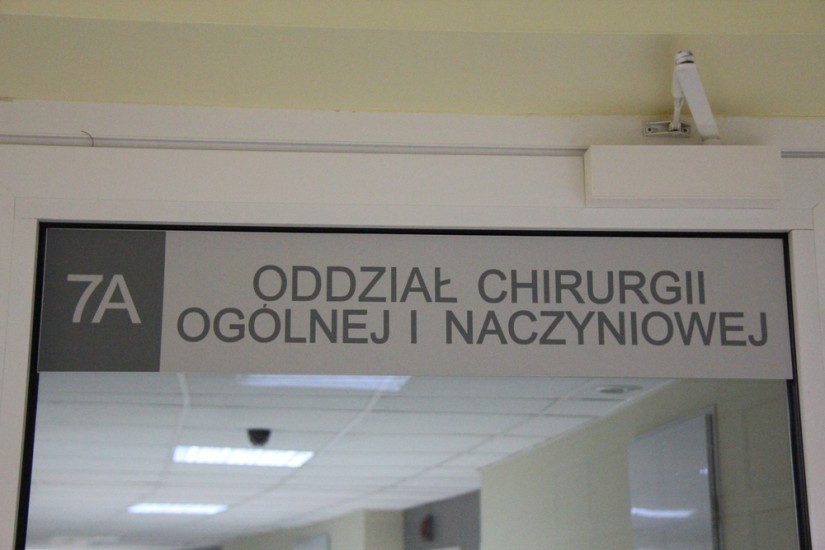 7A
ODDZIAŁ CHIRURGII
OGÓLNEJ I NACZYNIOWEJ